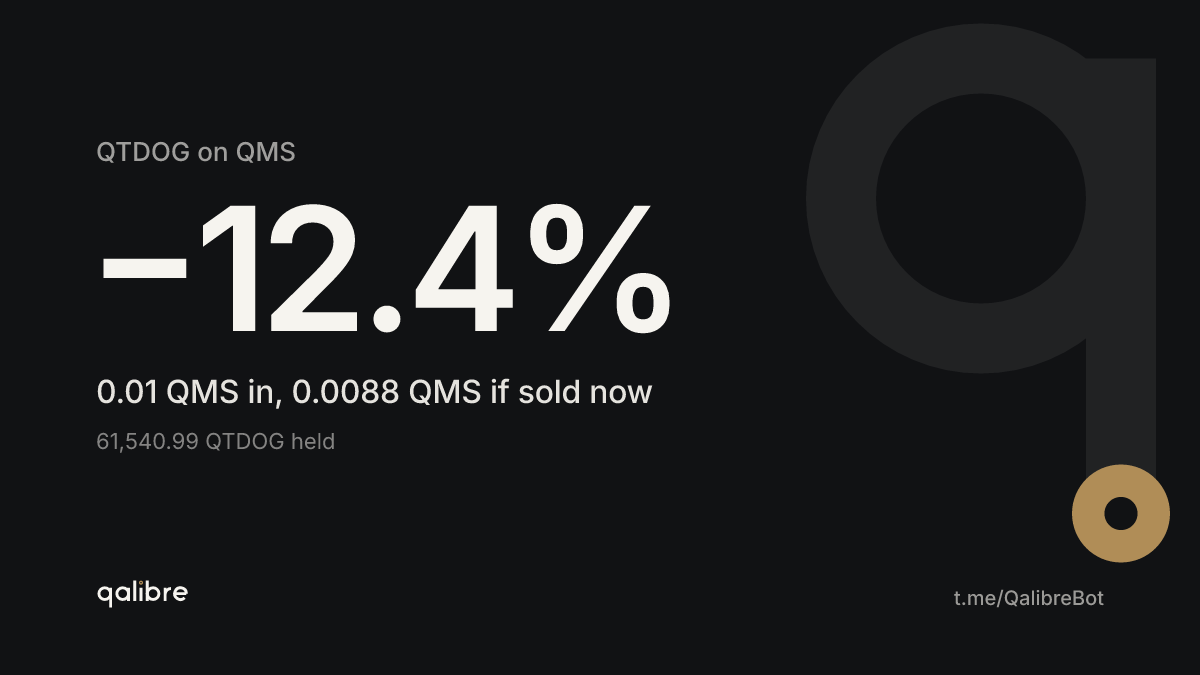 QTDOG on QMS
−12.4%
0.01 QMS in, 0.0088 QMS if sold now
61,540.99 QTDOG held
qalibre
t.me/QalibreBot